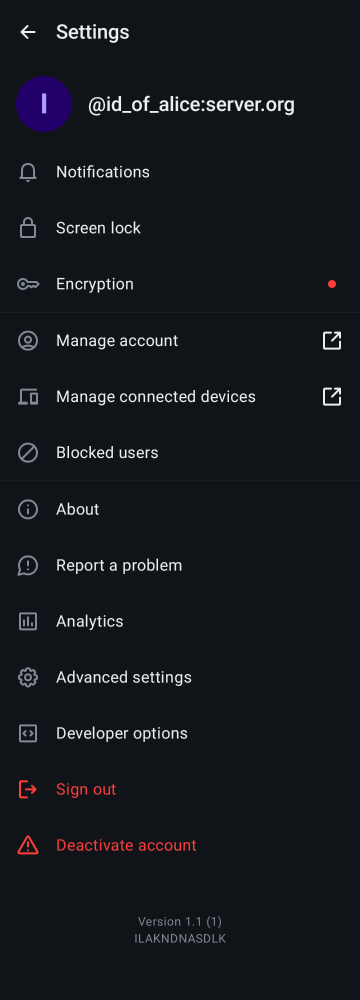 Settings
I
@id_of_alice:server.org
Notifications
Screen lock
Encryption
Manage account
Manage connected devices
Blocked users
About
Report a problem
Analytics
Advanced settings
Developer options
Sign out
Deactivate account
Version 1.1 (1)
ILAKNDNASDLK